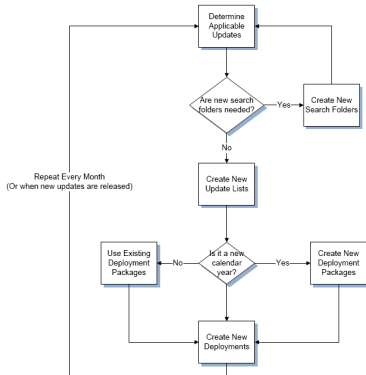 Determine
Applicable
Updates
Are new search
folders needed?
Yes
Create New
Search Folders
No
Repeat Every Month
(Or when new updates are released)
Create New
Update Lists
Use Existing
Deployment
Packages
No
Is it a new
calendar
year?
Yes
Create New
Deployment
Packages
Create New
Deployments